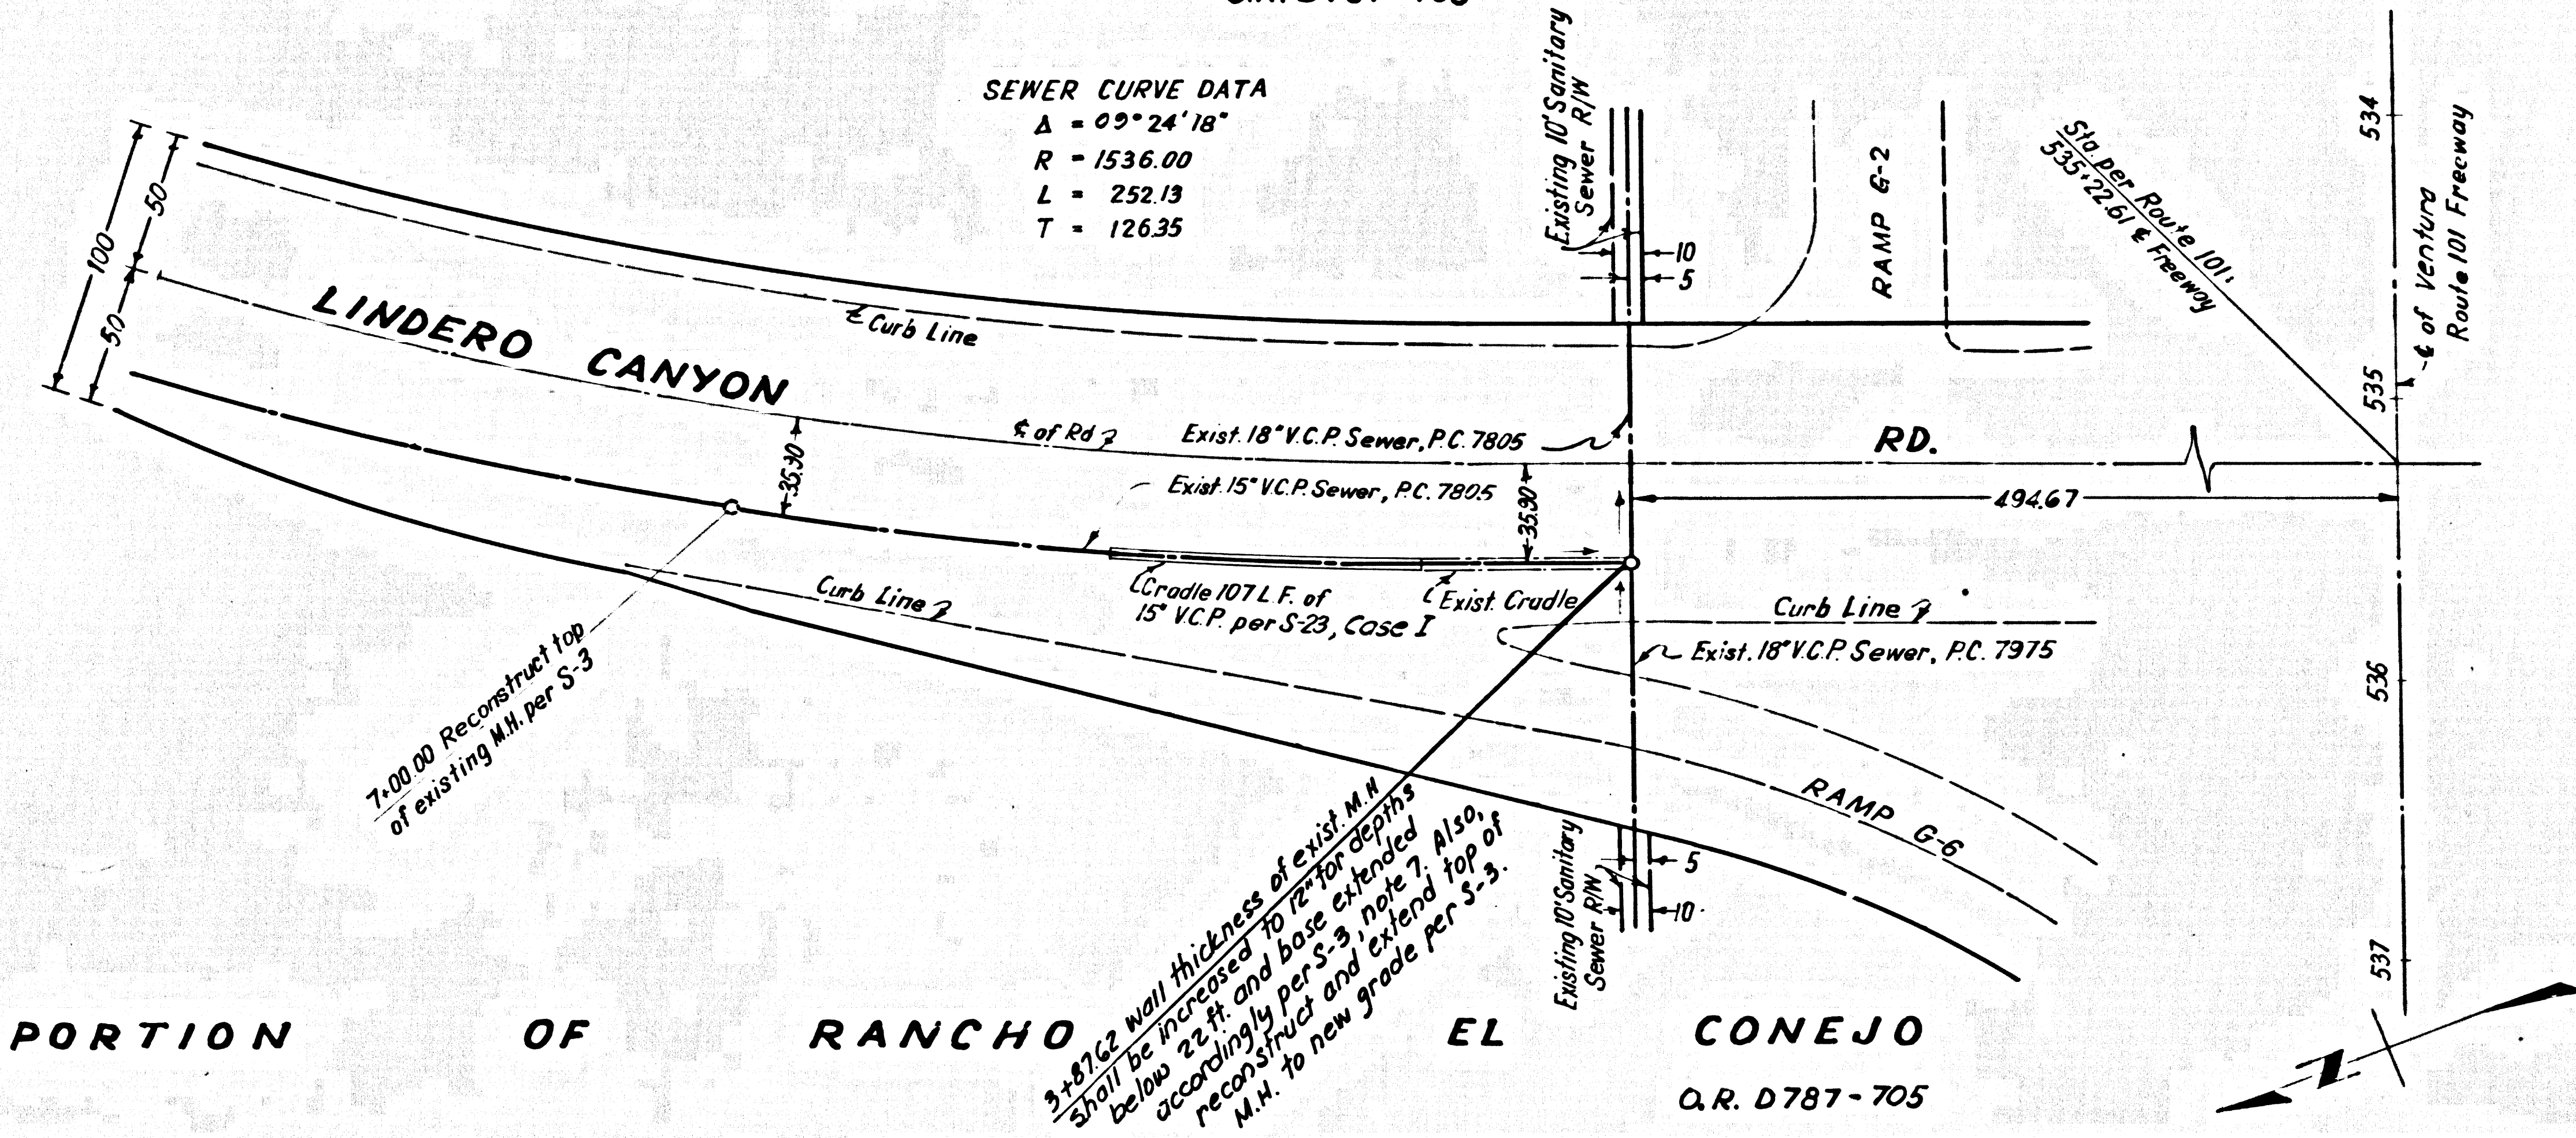 SEWER CURVE DATA
Δ = 09° 24' 18"
R = 1536.00
L = 252.13
T = 126.35
Existing 10' Sanitary
Sewer R/W
10
5
RAMP G-2
Sta. per Route 101:
535+22.61 ℄ Freeway
534
℄ of Ventura
Route 101 Freeway
535
536
537
100
50
50
LINDERO CANYON
RD.
Curb Line
℄ of Rd
Exist. 18" V.C.P. Sewer, P.C. 7805
Exist. 15" V.C.P. Sewer, P.C. 7805
35.90
35.90
494.67
Curb Line
Cradle 107 L.F. of
15" V.C.P. per S-23, Case I
Exist. Cradle
Curb Line
Exist. 18" V.C.P. Sewer, P.C. 7975
7+00.00 Reconstruct top
of existing M.H. per S-3
3+87.62 wall thickness of exist. M.H
shall be increased to 12" for depths
below 22 ft. and base extended
accordingly per S-3, note 7. Also,
reconstruct and extend top of
M.H. to new grade per S-3.
RAMP G-6
Existing 10' Sanitary
Sewer R/W
5
10
PORTION OF RANCHO EL CONEJO
O.R. D787-705
N